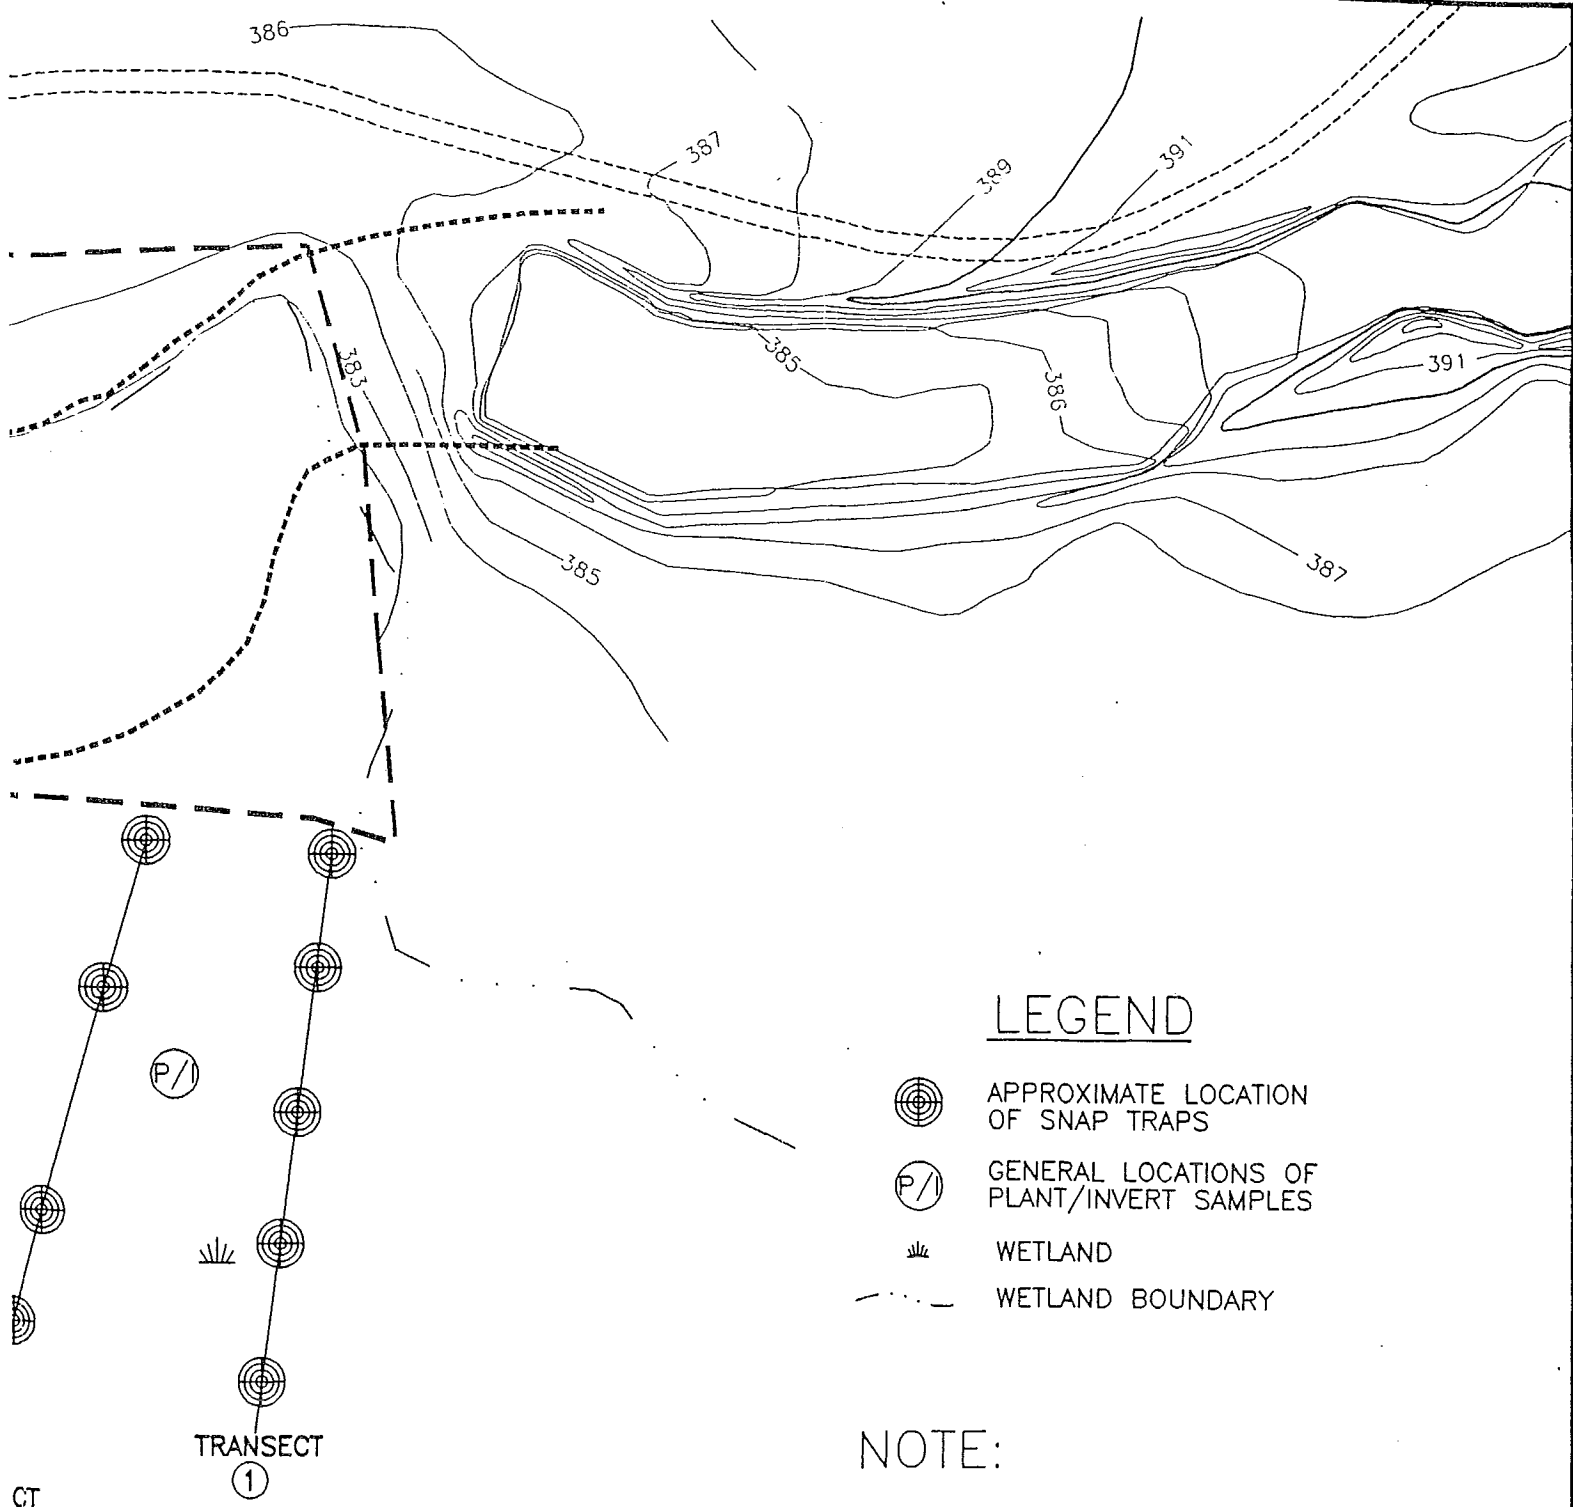 386
387
389
391
383
385
386
391
385
387
LEGEND
APPROXIMATE LOCATION
OF SNAP TRAPS
P/I
P/I
GENERAL LOCATIONS OF
PLANT/INVERT SAMPLES
WETLAND
WETLAND BOUNDARY
TRANSECT
1
NOTE:
CT